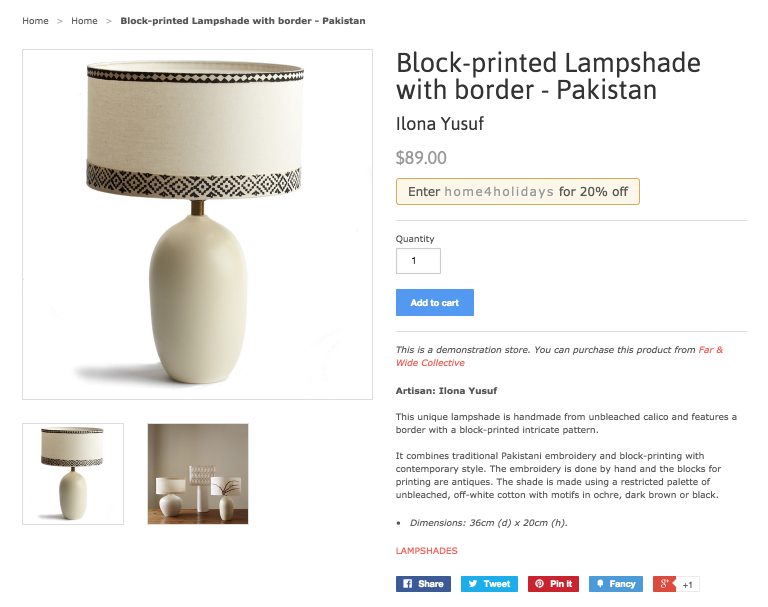 Home > Home > Block-printed Lampshade with border - Pakistan
Block-printed Lampshade
with border - Pakistan
Ilona Yusuf
$89.00
Enter home4holidays for 20% off
Quantity
1
Add to cart
This is a demonstration store. You can purchase this product from Far &
Wide Collective
Artisan: Ilona Yusuf
This unique lampshade is handmade from unbleached calico and features a
border with a block-printed intricate pattern.
It combines traditional Pakistani embroidery and block-printing with
contemporary style. The embroidery is done by hand and the blocks for
printing are antiques. The shade is made using a restricted palette of
unbleached, off-white cotton with motifs in ochre, dark brown or black.
• Dimensions: 36cm (d) x 20cm (h).
LAMPSHADES
Share Tweet Pin it Fancy +1